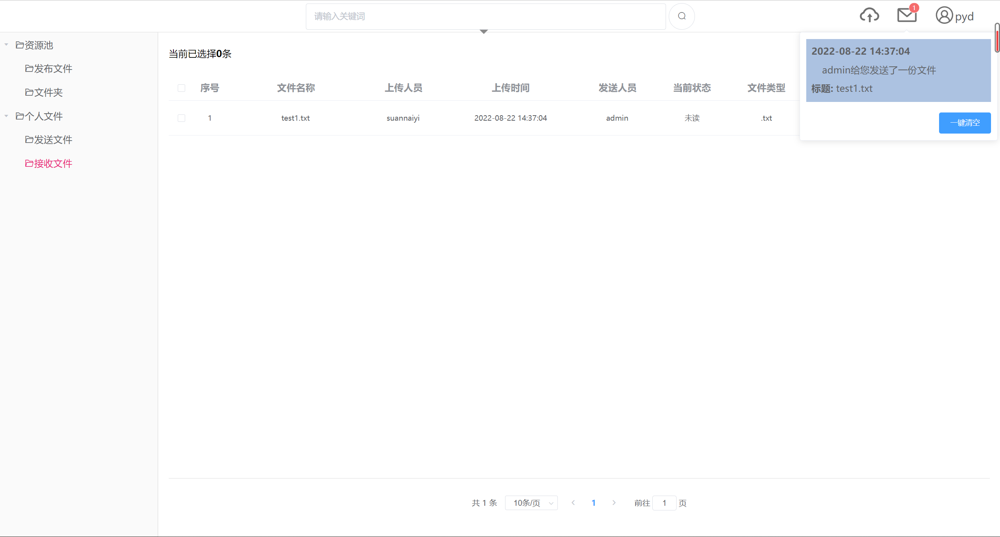 请输入关键词
1
pyd
资源池
发布文件
文件夹
个人文件
发送文件
接收文件
当前已选择0条
序号 文件名称 上传人员 上传时间 发送人员 当前状态 文件类型
1 test1.txt suannaiyi 2022-08-22 14:37:04 admin 未读 .txt
2022-08-22 14:37:04
admin给您发送了一份文件
标题: test1.txt
一键清空
共 1 条 10条/页 1 前往 1 页